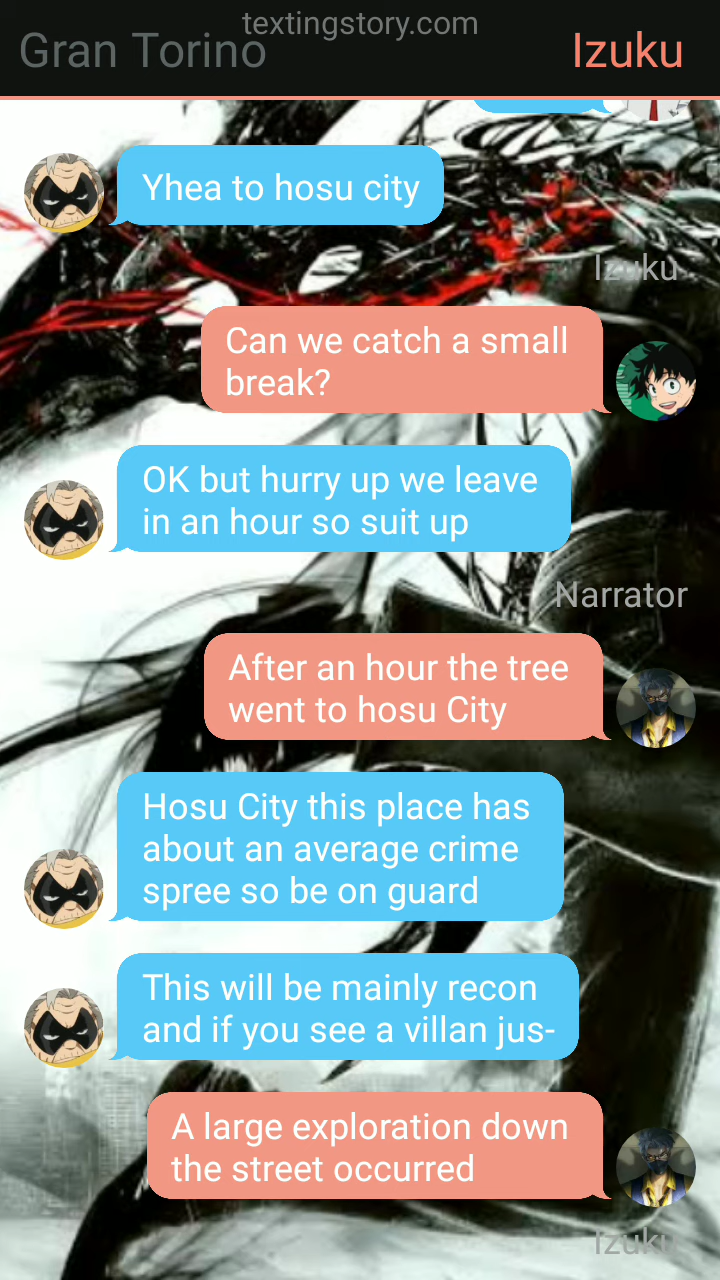 textingstory.com
Gran Torino
Izuku
Yhea to hosu city
Izuku
Can we catch a small
break?
OK but hurry up we leave
in an hour so suit up
Narrator
After an hour the tree
went to hosu City
Hosu City this place has
about an average crime
spree so be on guard
This will be mainly recon
and if you see a villan jus-
A large exploration down
the street occurred
Izuku